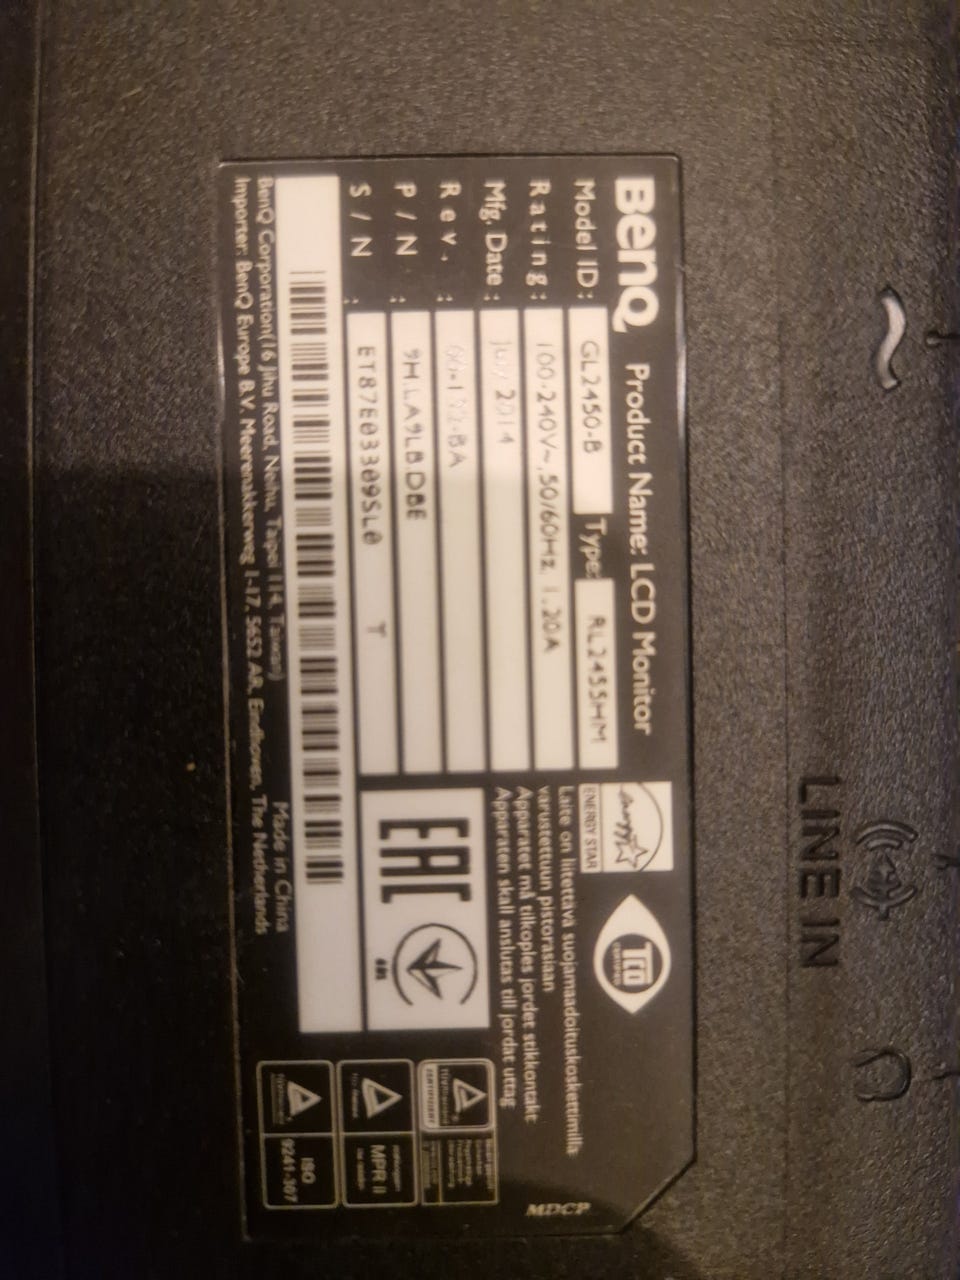 BenQ Product Name: LCD Monitor
Model ID: GL2450-B Type: RL2455HM
Rating: 100-240V~, 50/60Hz, 1.20A
Mfg. Date: 2014
Rev. :
P/N : 9H.LA9LB.DBE
S/N : ET87E03309SL0 T
BenQ Corporation(16 Jihu Road, Neihu, Taipei 114, Taiwan) Made in China
Importer: BenQ Europe B.V. Meerenakkerweg 1-17, 5652 AR, Eindhoven, The Netherlands
energy
ENERGY STAR
TCO
CERTIFIED
Laite on liitettävä suojamaadoituskoskettimilla
varustettuun pistorasiaan
Apparatet må tilkoples jordet stikkontakt
Apparaten skall anslutas till jordat uttag
EAC
CERTIFIED
MPR II
ISO
9241-307
MDCP
LINE IN